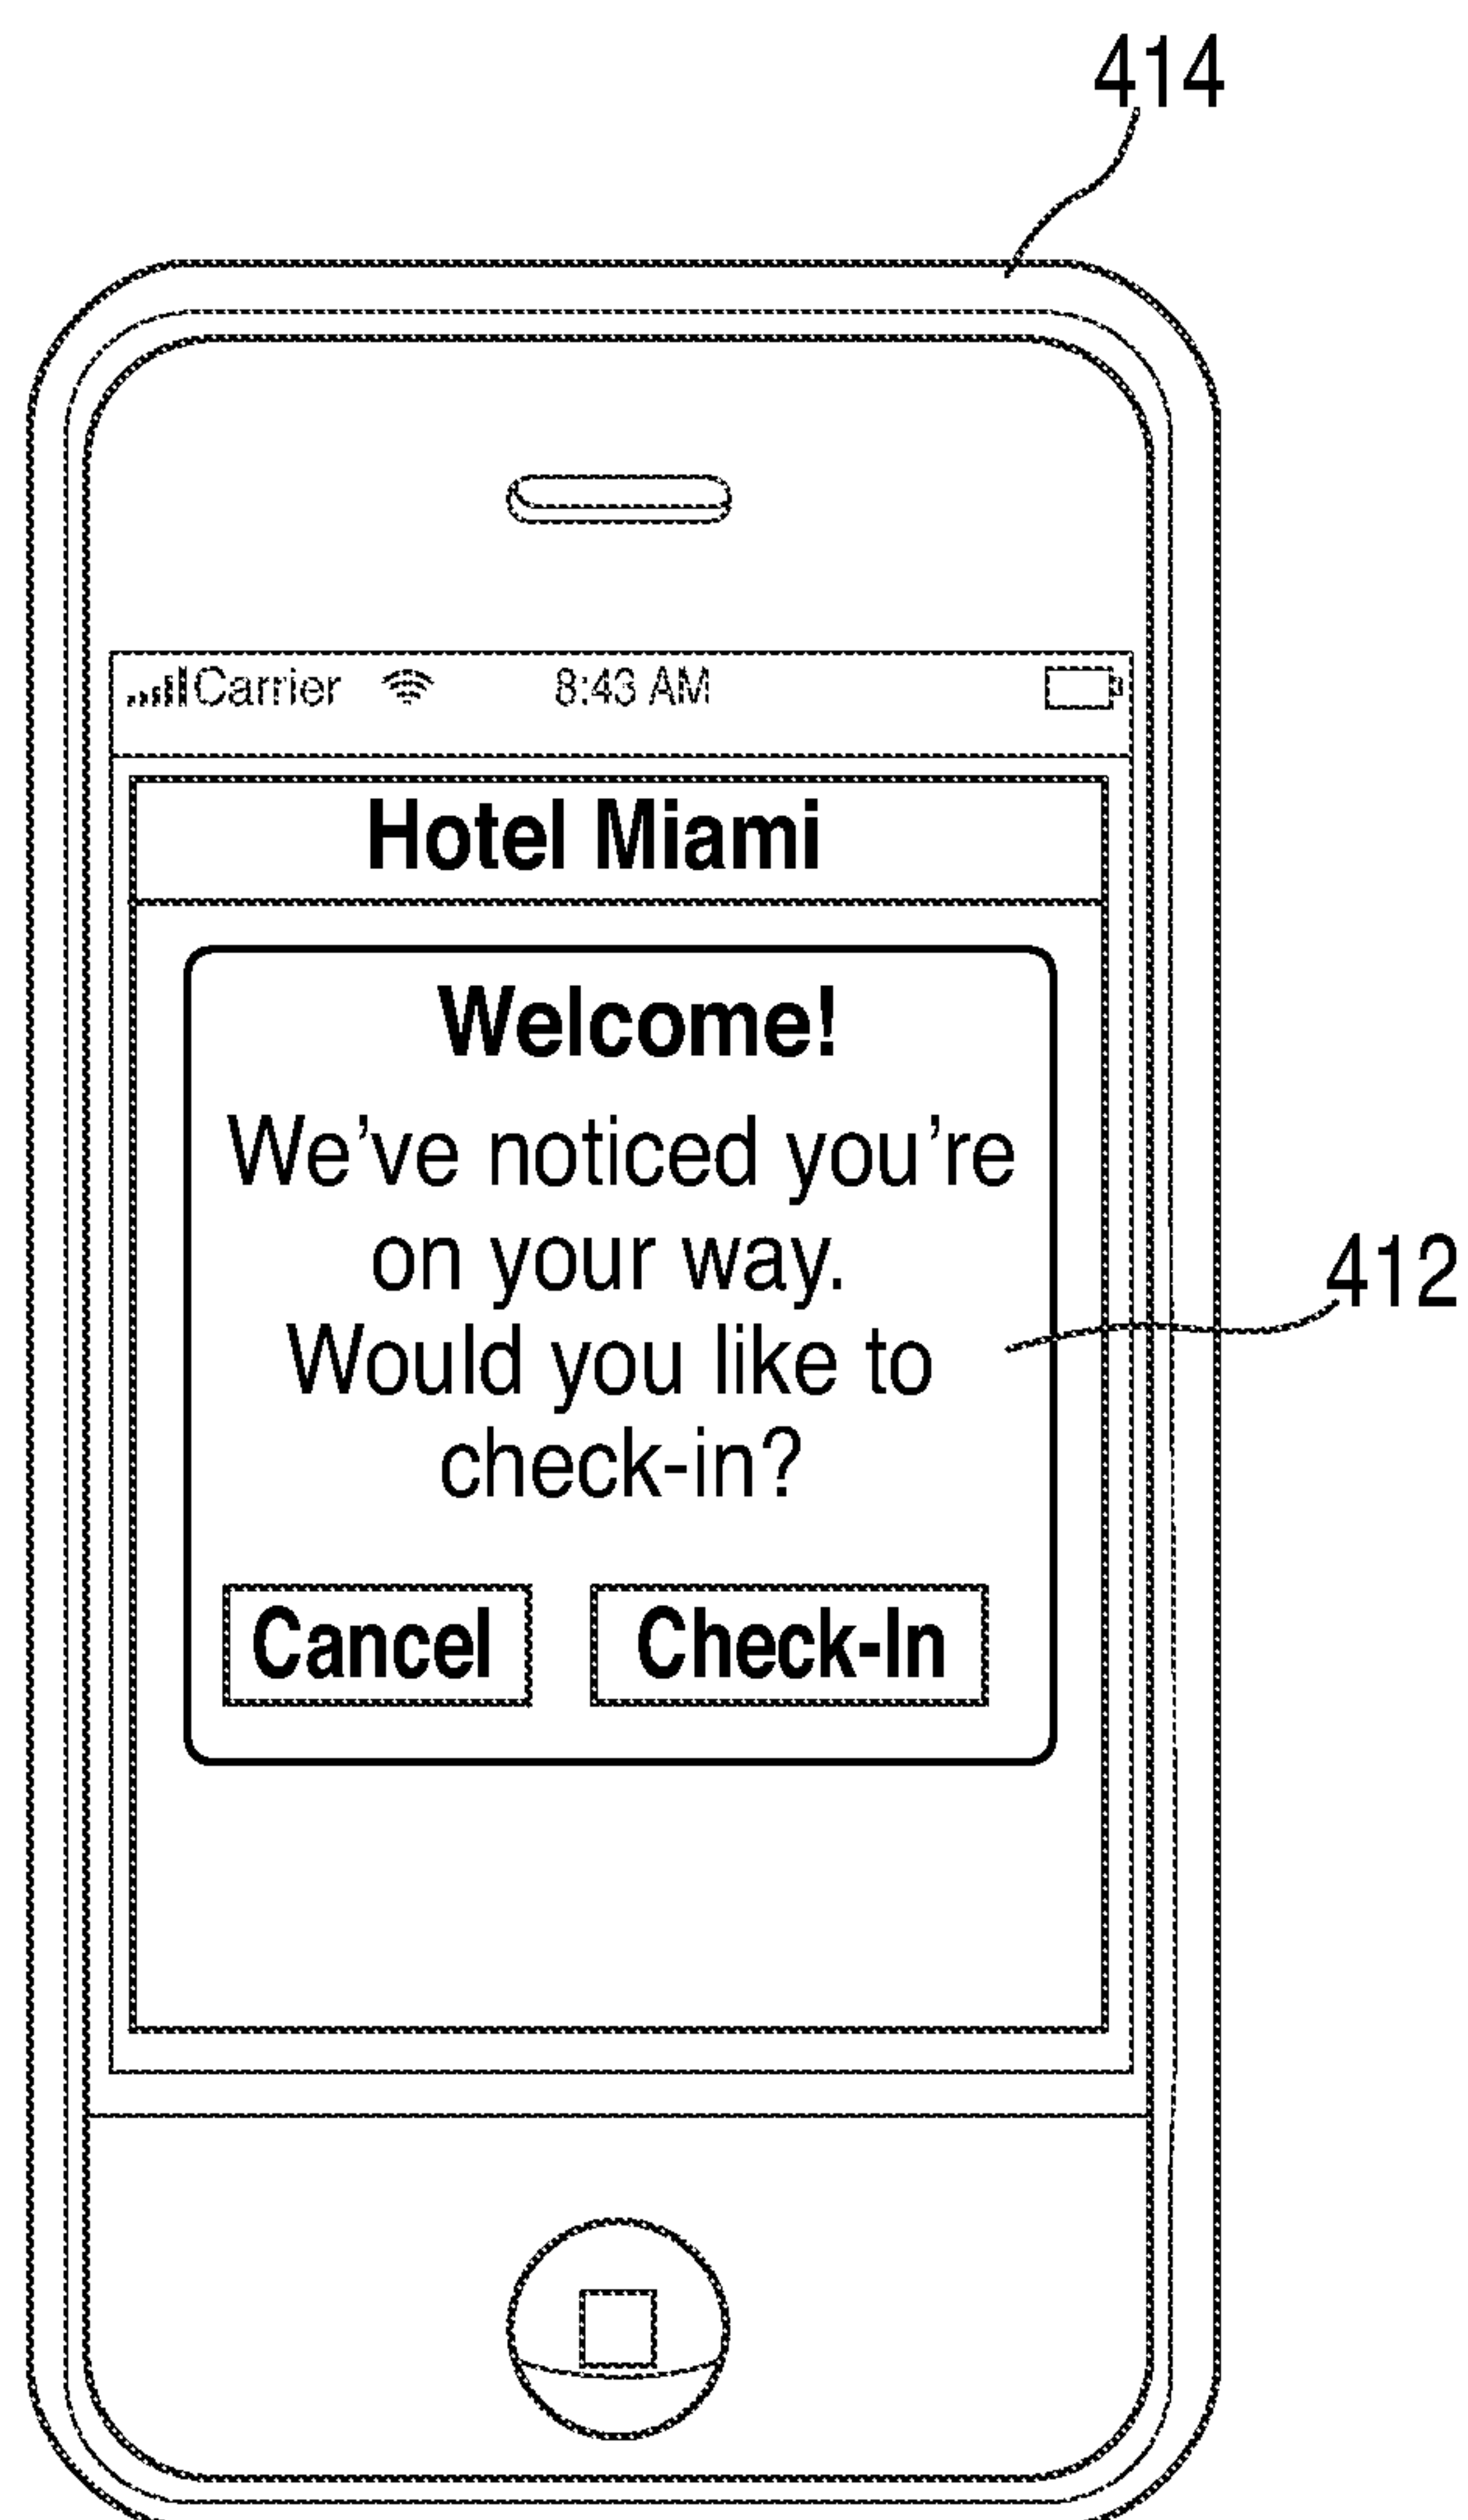 414
Carrier 8:43 AM
Hotel Miami
Welcome!
We've noticed you're
on your way.
Would you like to
check-in?
412
Cancel Check-In